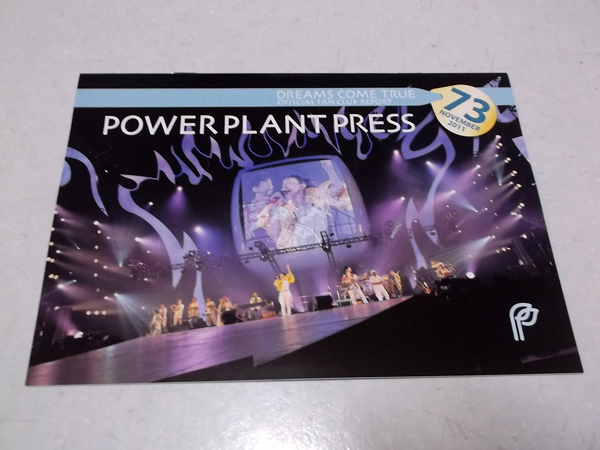 DREAMS COME TRUE
OFFICIAL FAN CLUB REPORT
POWER PLANT PRESS
73
NOVEMBER
2011